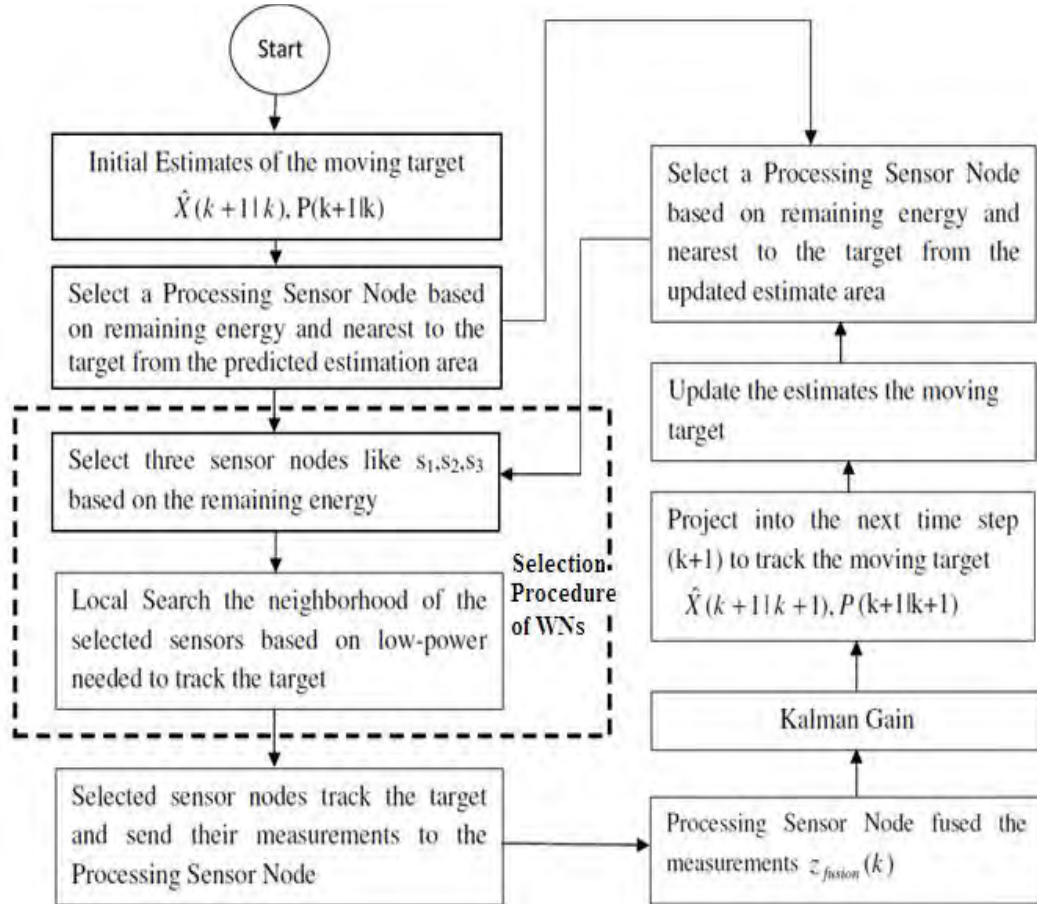 Start
Initial Estimates of the moving target
X̂(k+1|k), P(k+1|k)
Select a Processing Sensor Node based
on remaining energy and nearest to the
target from the predicted estimation area
Select three sensor nodes like s₁,s₂,s₃
based on the remaining energy
Local Search the neighborhood of the
selected sensors based on low-power
needed to track the target
Selection
Procedure
of WNs
Selected sensor nodes track the target
and send their measurements to the
Processing Sensor Node
Processing Sensor Node fused the
measurements z_fusion(k)
Kalman Gain
Project into the next time step
(k+1) to track the moving target
X̂(k+1|k+1), P(k+1|k+1)
Update the estimates the moving
target
Select a Processing Sensor Node
based on remaining energy and
nearest to the target from the
updated estimate area